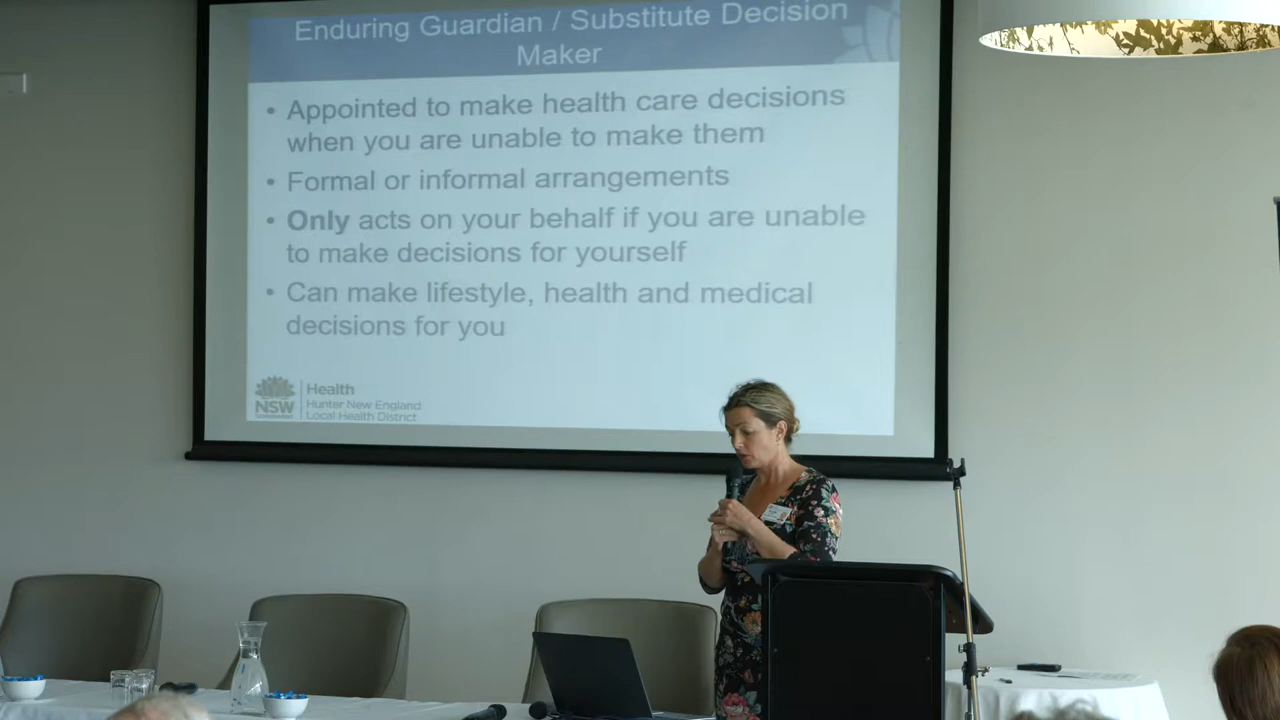 Enduring Guardian / Substitute Decision
Maker
• Appointed to make health care decisions
when you are unable to make them
• Formal or informal arrangements
• Only acts on your behalf if you are unable
to make decisions for yourself
• Can make lifestyle, health and medical
decisions for you
NSW
Health
Hunter New England
Local Health District